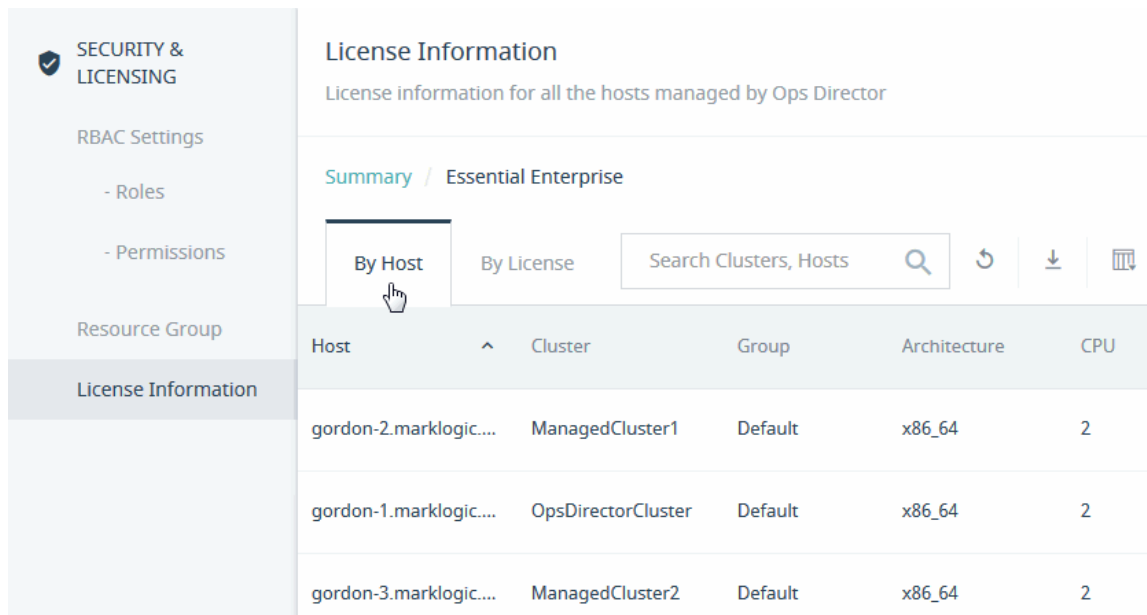 SECURITY &
LICENSING
RBAC Settings
- Roles
- Permissions
Resource Group
License Information
License Information
License information for all the hosts managed by Ops Director
Summary / Essential Enterprise
By Host By License Search Clusters, Hosts
Host Cluster Group Architecture CPU
gordon-2.marklogic.... ManagedCluster1 Default x86_64 2
gordon-1.marklogic.... OpsDirectorCluster Default x86_64 2
gordon-3.marklogic.... ManagedCluster2 Default x86_64 2